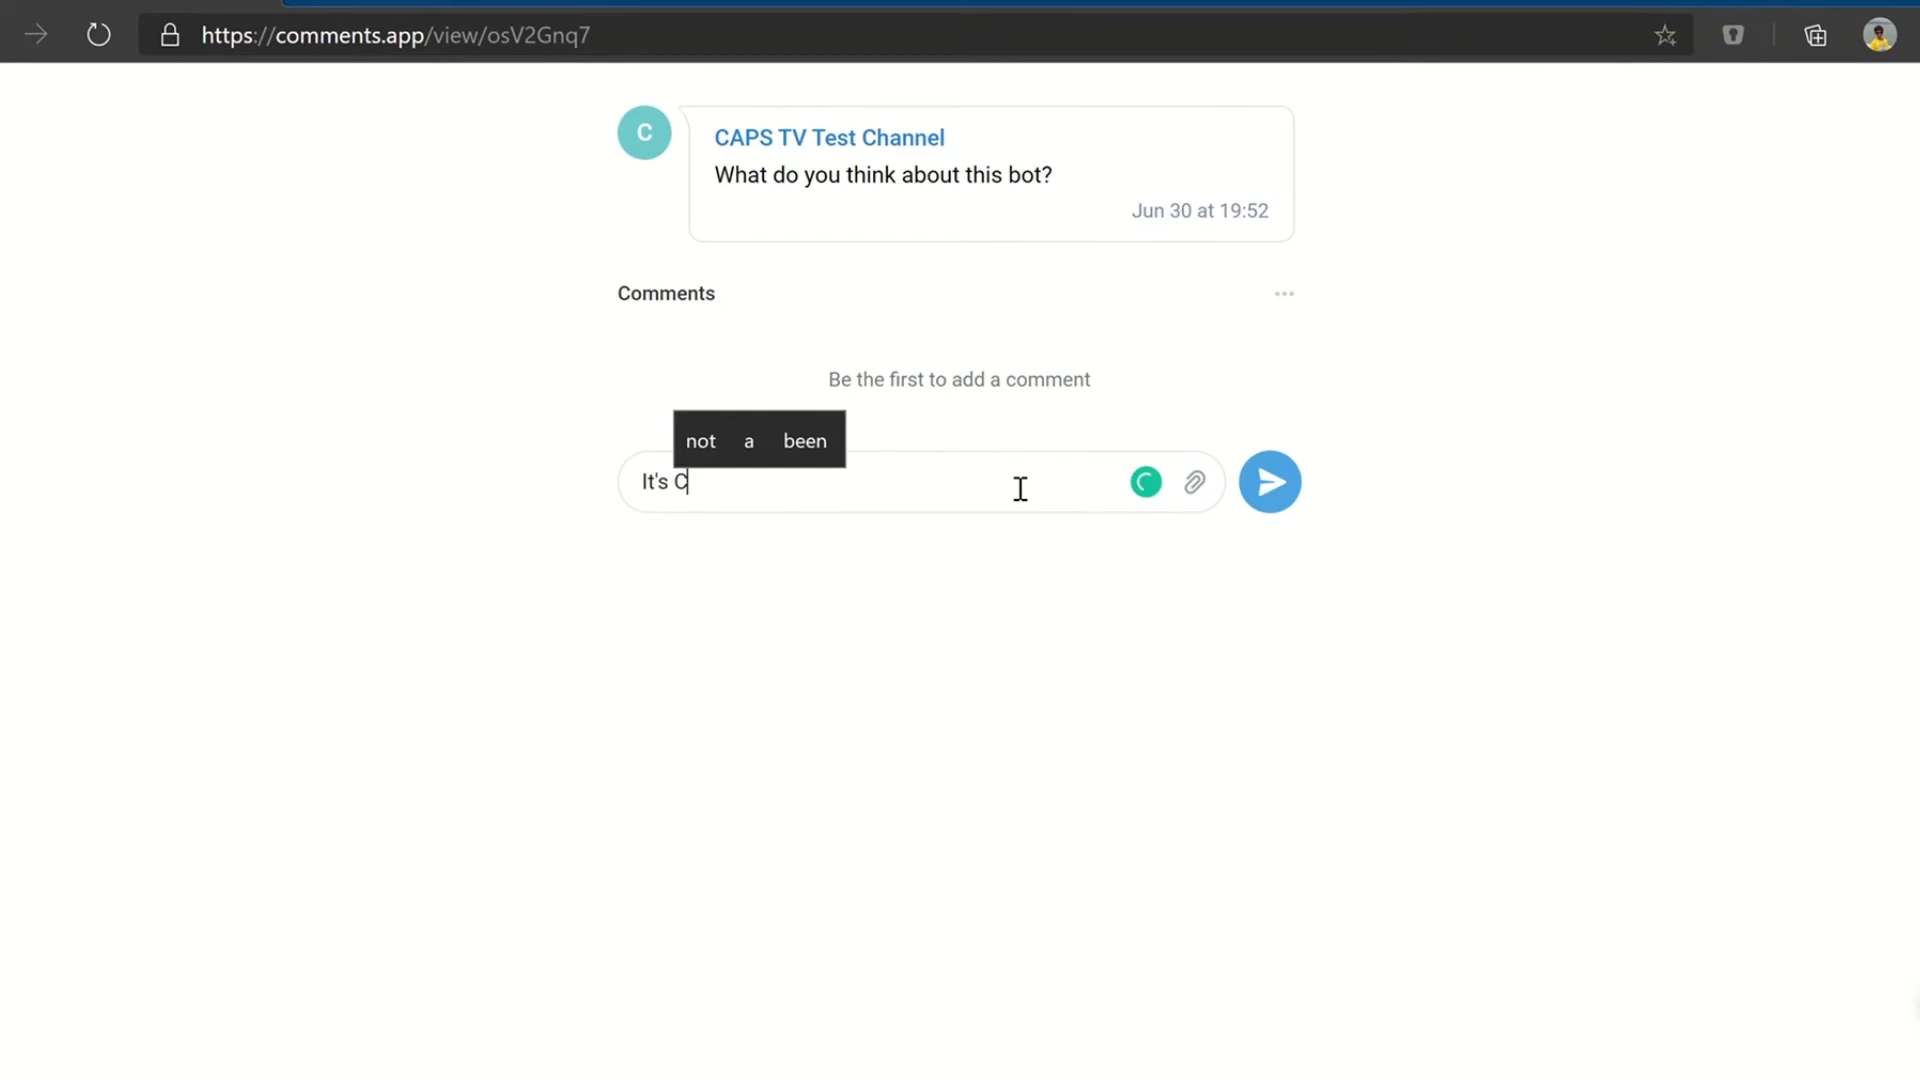 https://comments.app/view/osV2Gnq7
C
CAPS TV Test Channel
What do you think about this bot?
Jun 30 at 19:52
Comments
Be the first to add a comment
not a been
It's C